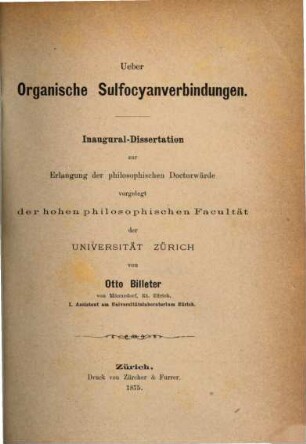 Ueber
Organische Sulfocyanverbindungen.
Inaugural-Dissertation
zur
Erlangung der philosophischen Doctorwürde
vorgelegt
der hohen philosophischen Facultät
der
UNIVERSITÄT ZÜRICH
von
Otto Billeter
von Männedorf, Kt. Zürich,
I. Assistent am Universitätslaboratorium Zürich.
Zürich.
Druck von Zürcher & Furrer.
1875.